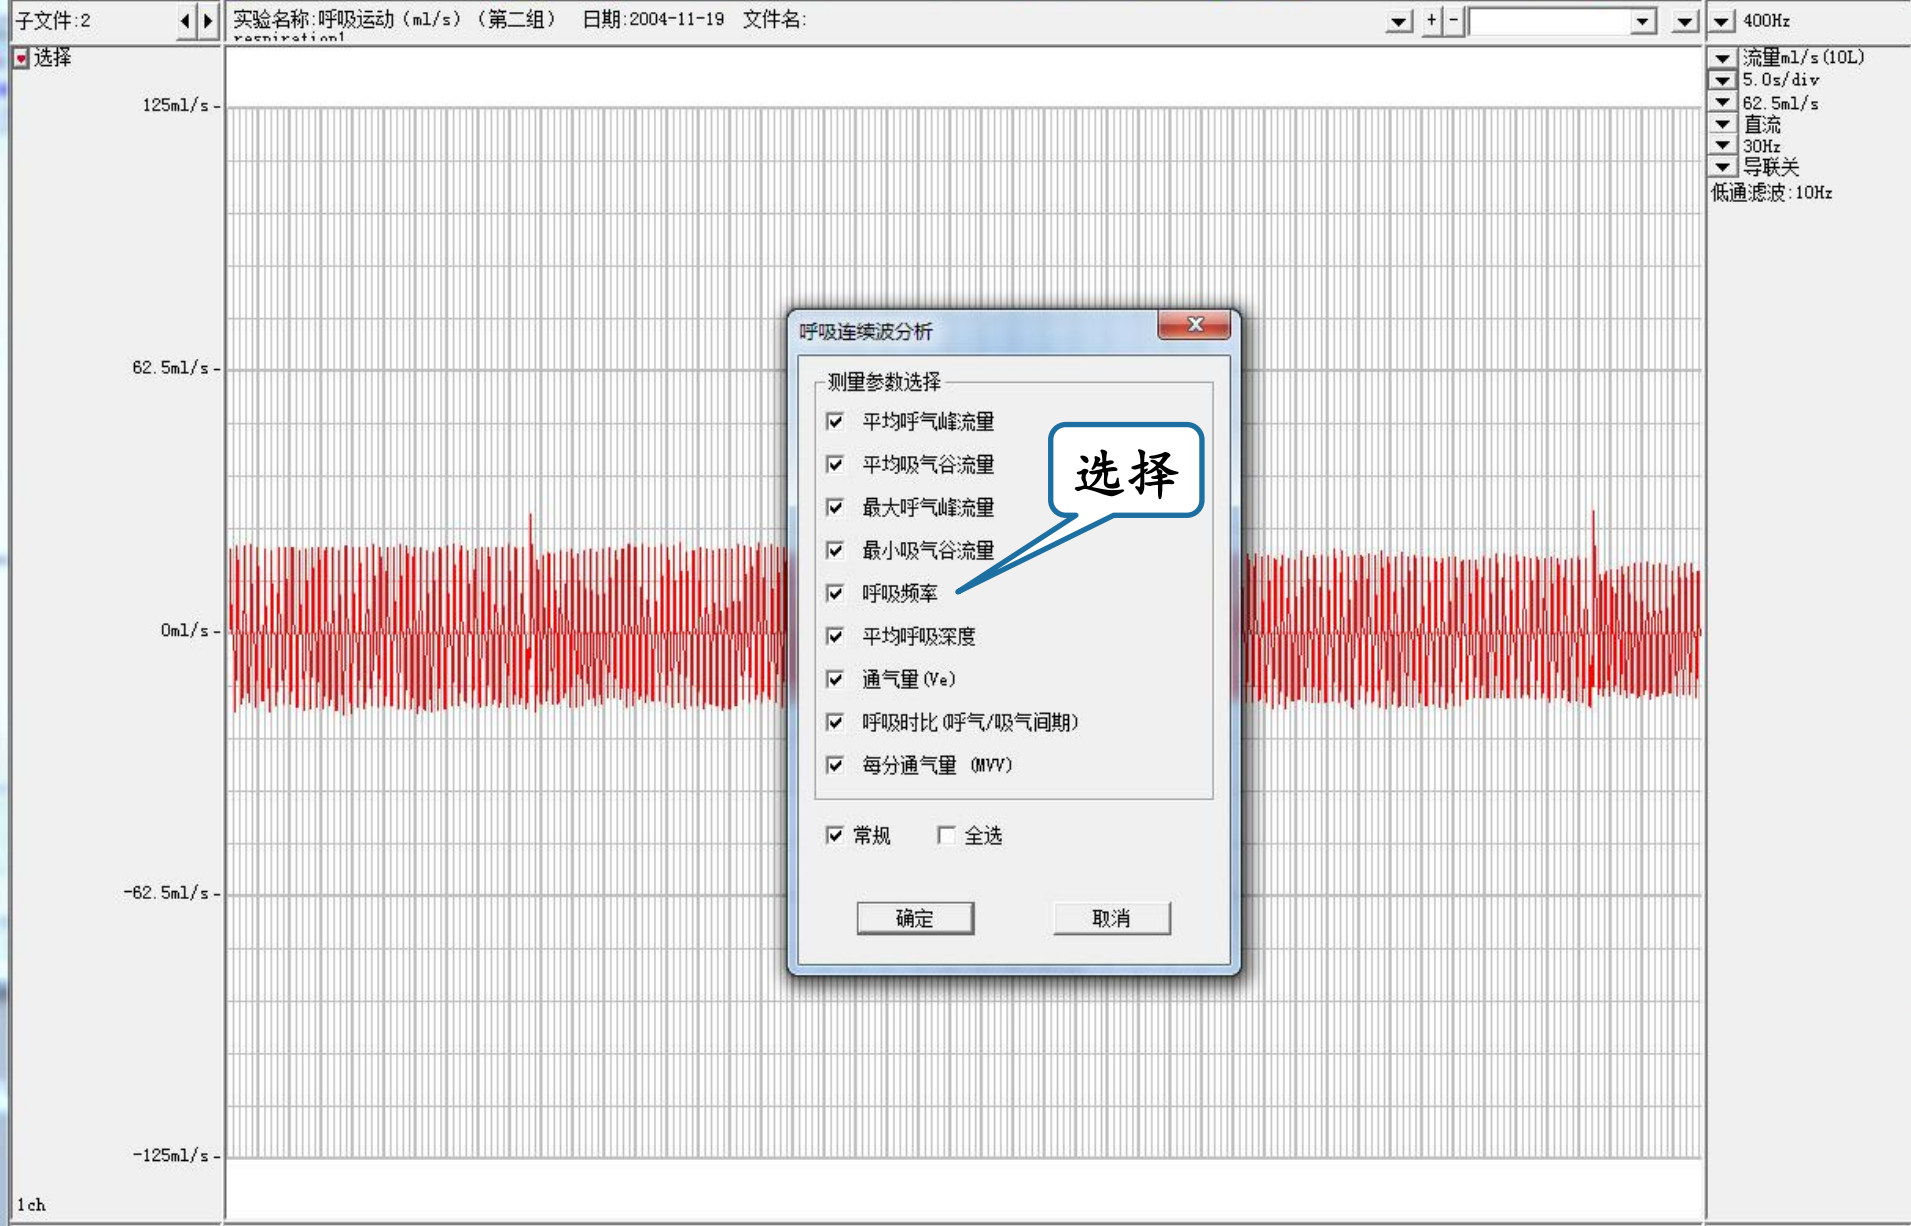 子文件:2
实验名称:呼吸运动(ml/s)(第二组) 日期:2004-11-19 文件名:
respiration1
+ -
400Hz
选择
流量ml/s(10L)
5.0s/div
62.5ml/s
直流
30Hz
导联关
低通滤波:10Hz
125ml/s
62.5ml/s
0ml/s
-62.5ml/s
-125ml/s
1ch
呼吸连续波分析
测量参数选择
平均呼气峰流量
平均吸气谷流量
最大呼气峰流量
最小吸气谷流量
呼吸频率
平均呼吸深度
通气量(Ve)
呼吸时比(呼气/吸气间期)
每分通气量 (MVV)
选择
常规 全选
确定 取消